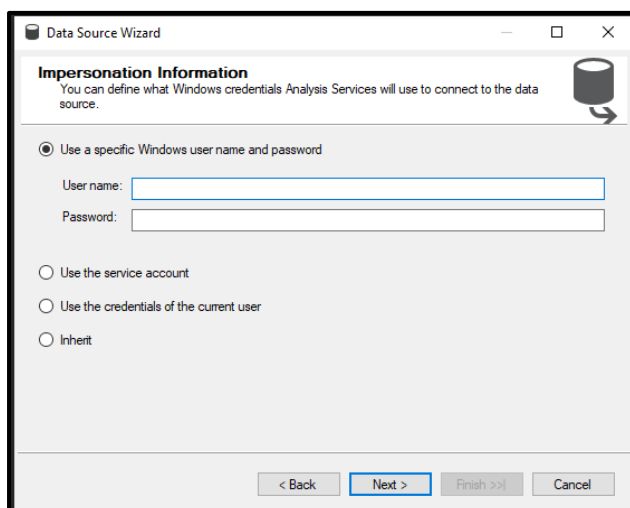 Data Source Wizard
Impersonation Information
You can define what Windows credentials Analysis Services will use to connect to the data
source.
Use a specific Windows user name and password
User name:
Password:
Use the service account
Use the credentials of the current user
Inherit
< Back Next > Finish >>| Cancel